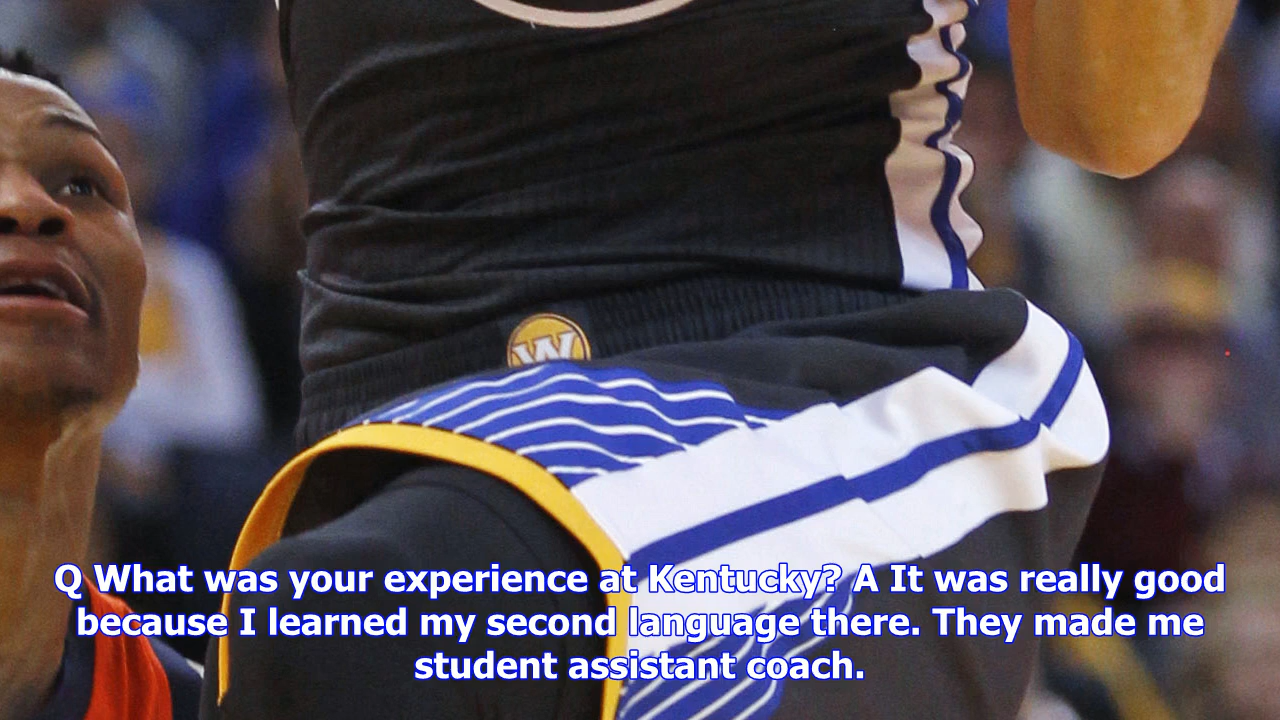 W
Q What was your experience at Kentucky? A It was really good
because I learned my second language there. They made me
student assistant coach.